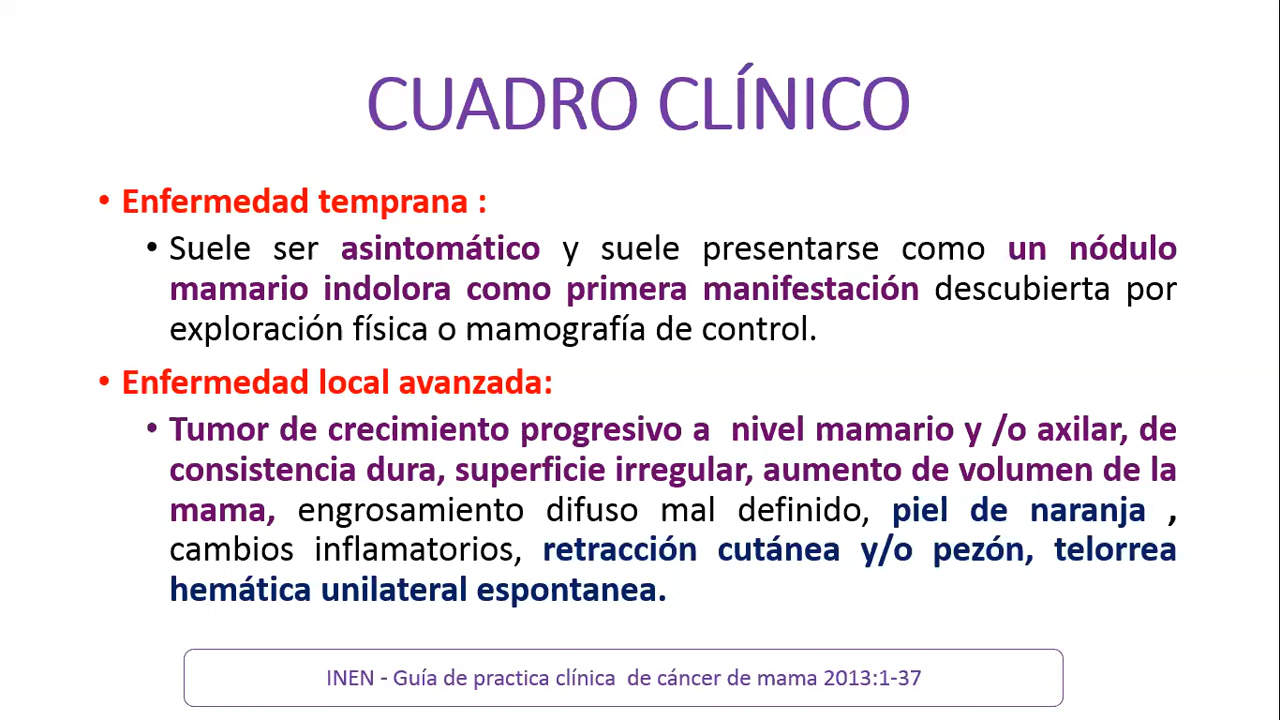 CUADRO CLÍNICO
• Enfermedad temprana :
• Suele ser asintomático y suele presentarse como un nódulo
mamario indolora como primera manifestación descubierta por
exploración física o mamografía de control.
• Enfermedad local avanzada:
• Tumor de crecimiento progresivo a nivel mamario y /o axilar, de
consistencia dura, superficie irregular, aumento de volumen de la
mama, engrosamiento difuso mal definido, piel de naranja ,
cambios inflamatorios, retracción cutánea y/o pezón, telorrea
hemática unilateral espontanea.
INEN - Guía de practica clínica de cáncer de mama 2013:1-37